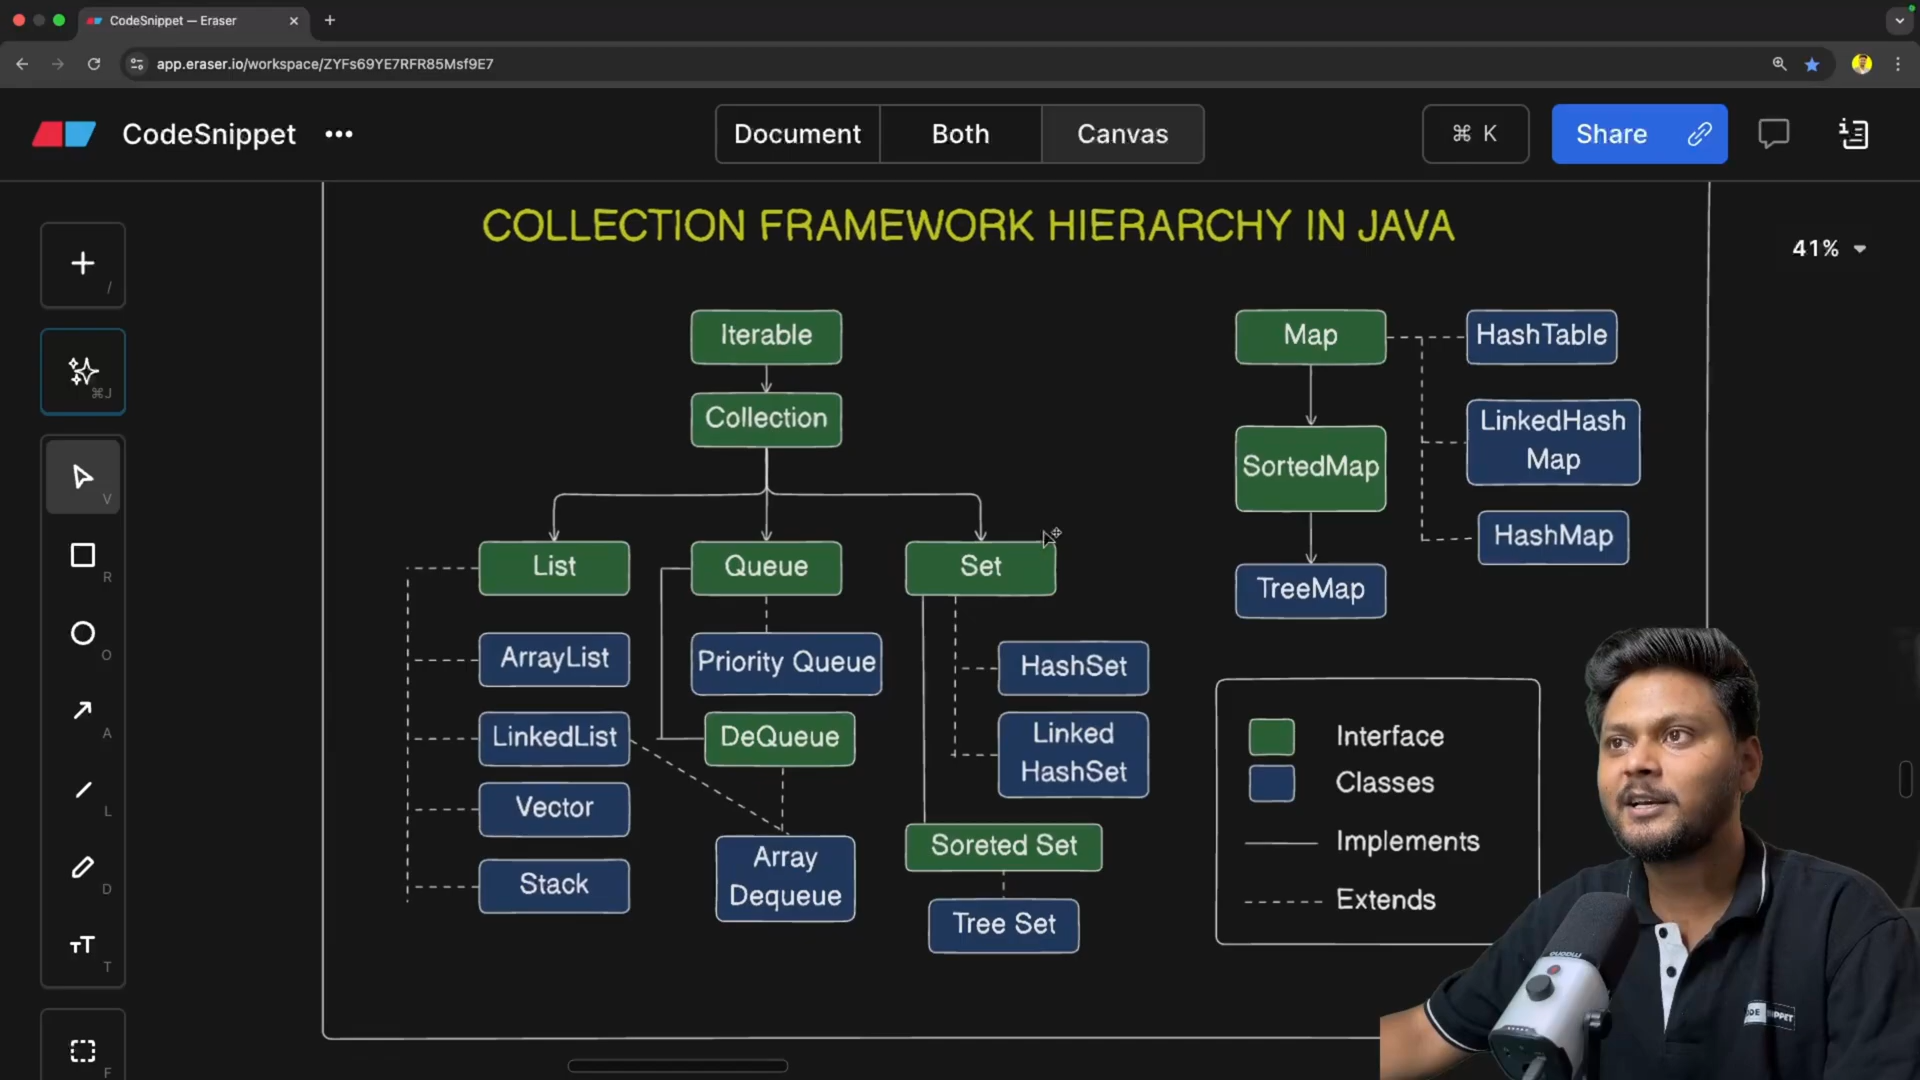 CodeSnippet — Eraser
app.eraser.io/workspace/ZYFs69YE7RFR85Msf9E7
CodeSnippet
Document
Both
Canvas
⌘ K
Share
COLLECTION FRAMEWORK HIERARCHY IN JAVA
41%
/
⌘J
V
R
O
A
L
D
T
F
Iterable
Collection
List
Queue
Set
ArrayList
Priority Queue
HashSet
LinkedList
DeQueue
Linked
HashSet
Vector
Stack
Array
Dequeue
Soreted Set
Tree Set
Map
HashTable
SortedMap
LinkedHash
Map
HashMap
TreeMap
Interface
Classes
Implements
Extends